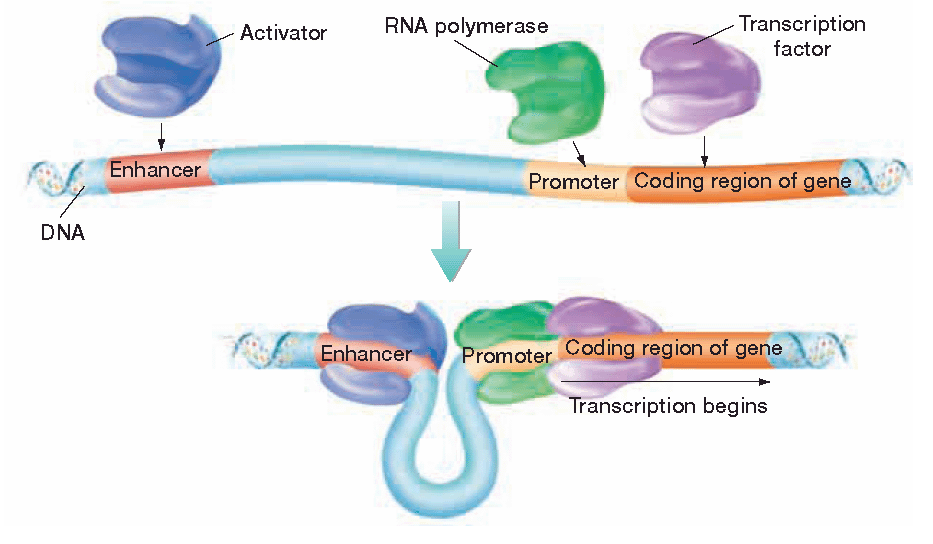 Activator
RNA polymerase
Transcription
factor
Enhancer
Promoter
Coding region of gene
DNA
Enhancer
Promoter
Coding region of gene
Transcription begins